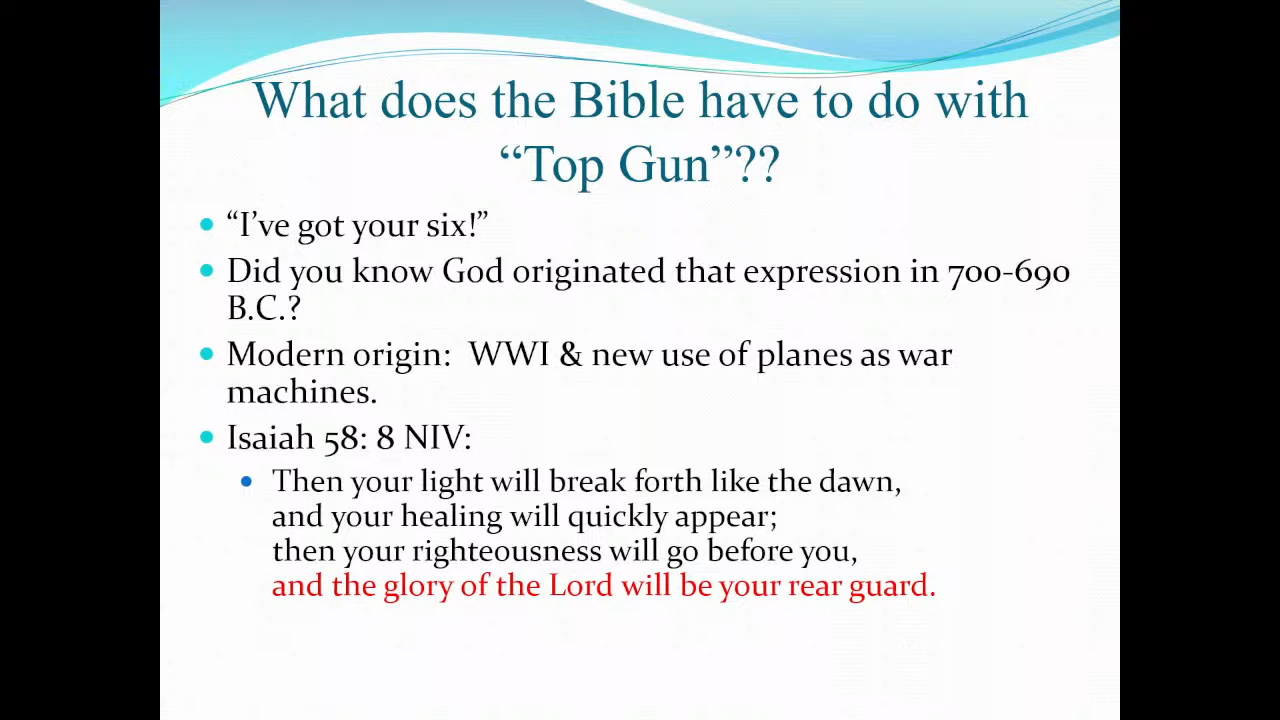 What does the Bible have to do with
“Top Gun”??
“I’ve got your six!”
Did you know God originated that expression in 700-690
B.C.?
Modern origin:  WWI & new use of planes as war
machines.
Isaiah 58: 8 NIV:
Then your light will break forth like the dawn,
and your healing will quickly appear;
then your righteousness will go before you,
and the glory of the Lord will be your rear guard.